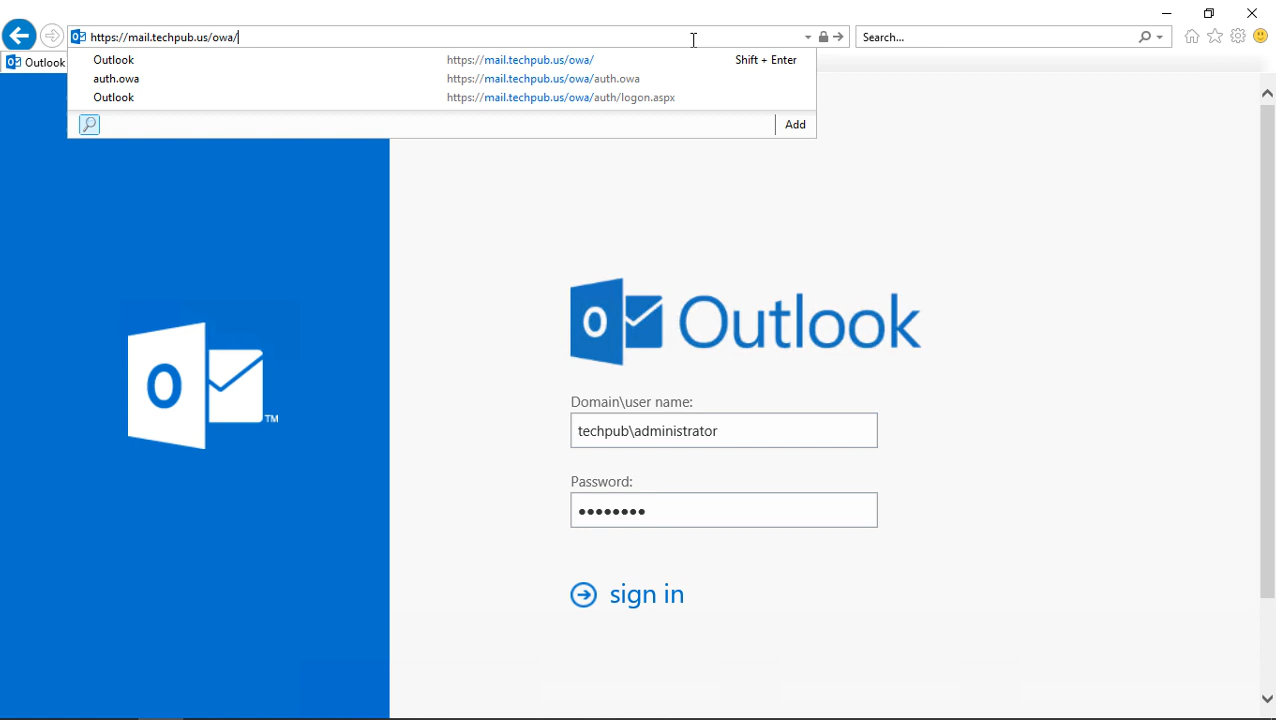 https://mail.techpub.us/owa/
Search...
Outlook
Outlook https://mail.techpub.us/owa/ Shift + Enter
auth.owa https://mail.techpub.us/owa/auth.owa
Outlook https://mail.techpub.us/owa/auth/logon.aspx
Add
O
TM
O Outlook
Domain\user name:
techpub\administrator
Password:
••••••••
sign in